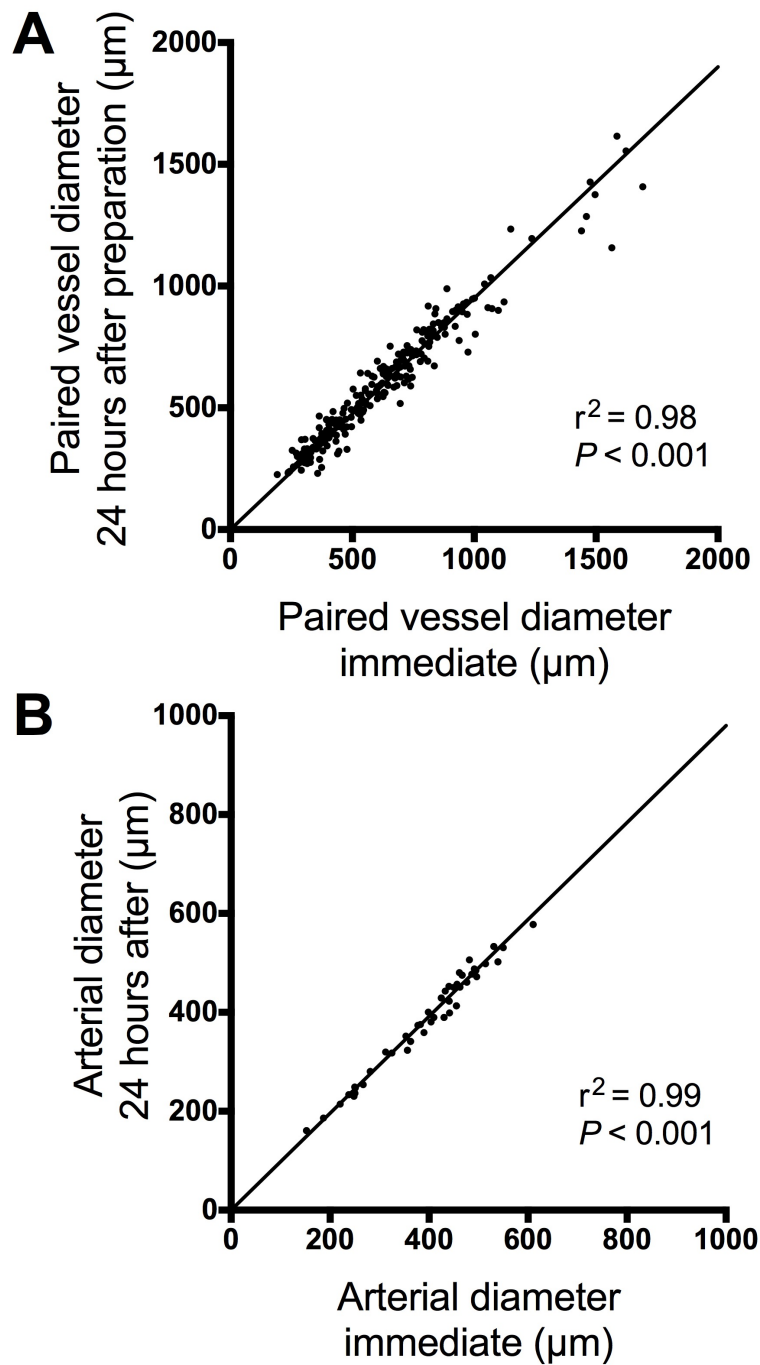 A
Paired vessel diameter
24 hours after preparation (µm)
2000
1500
1000
500
0
r2 = 0.98
P < 0.001
0 500 1000 1500 2000
Paired vessel diameter
immediate (µm)
B
Arterial diameter
24 hours after (µm)
1000
800
600
400
200
0
r2 = 0.99
P < 0.001
0 200 400 600 800 1000
Arterial diameter
immediate (µm)